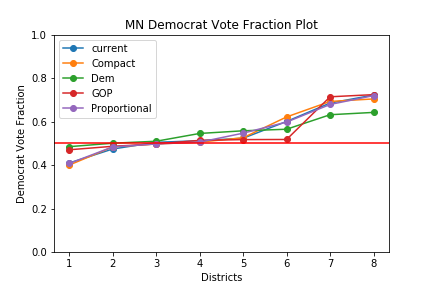 MN Democrat Vote Fraction Plot
Democrat Vote Fraction
1.0
0.8
0.6
0.4
0.2
0.0
current
Compact
Dem
GOP
Proportional
1 2 3 4 5 6 7 8
Districts